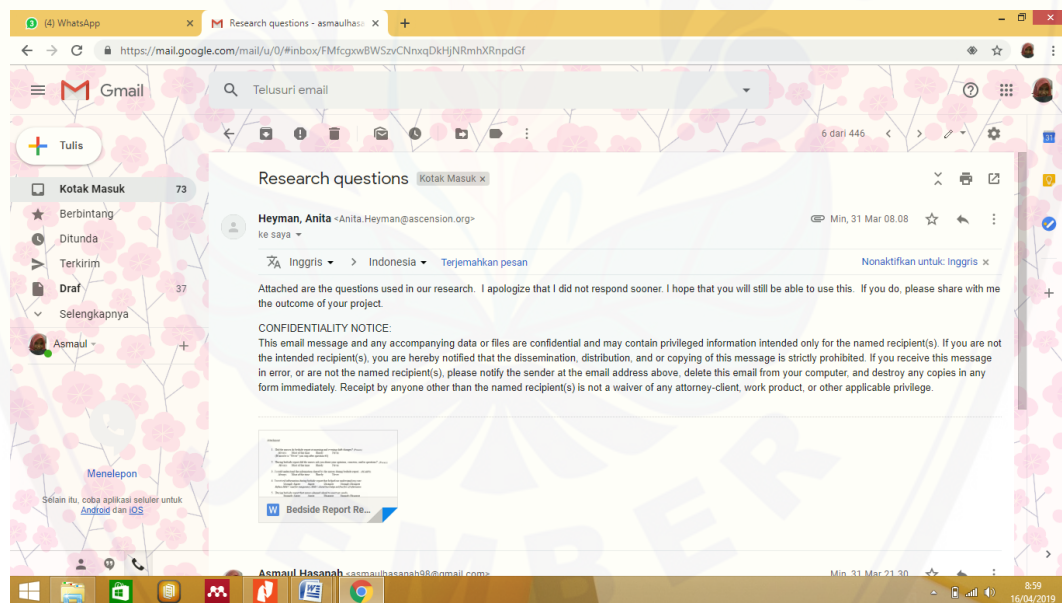 (4) WhatsApp
Research questions - asmaulhasa
https://mail.google.com/mail/u/0/#inbox/FMfcgxwBWSzvCNnxqDkHjNRmhXRnpdGf
Gmail
Telusuri email
Tulis
6 dari 446
Kotak Masuk 73
Berbintang
Ditunda
Terkirim
Draf 37
Selengkapnya
Asmaul
Menelepon
Selain itu, coba aplikasi seluler untuk
Android dan iOS
Research questions Kotak Masuk x
Heyman, Anita <Anita.Heyman@ascension.org> Min, 31 Mar 08.08
ke saya
Inggris > Indonesia Terjemahkan pesan Nonaktifkan untuk: Inggris x
Attached are the questions used in our research. I apologize that I did not respond sooner. I hope that you will still be able to use this. If you do, please share with me
the outcome of your project.
CONFIDENTIALITY NOTICE:
This email message and any accompanying data or files are confidential and may contain privileged information intended only for the named recipient(s). If you are not
the intended recipient(s), you are hereby notified that the dissemination, distribution, and or copying of this message is strictly prohibited. If you receive this message
in error, or are not the named recipient(s), please notify the sender at the email address above, delete this email from your computer, and destroy any copies in any
form immediately. Receipt by anyone other than the named recipient(s) is not a waiver of any attorney-client, work product, or other applicable privilege.
W Bedside Report Re...
Asmaul Hasanah <asmaulhasanah98@gmail.com> Min, 31 Mar 21.30
8:59
16/04/2019